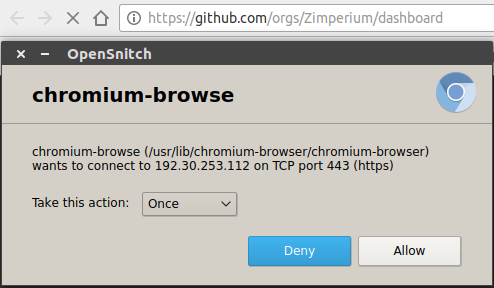 https://github.com/orgs/Zimperium/dashboard
OpenSnitch
chromium-browse
chromium-browse (/usr/lib/chromium-browser/chromium-browser)
wants to connect to 192.30.253.112 on TCP port 443 (https)
Take this action: Once
Deny Allow